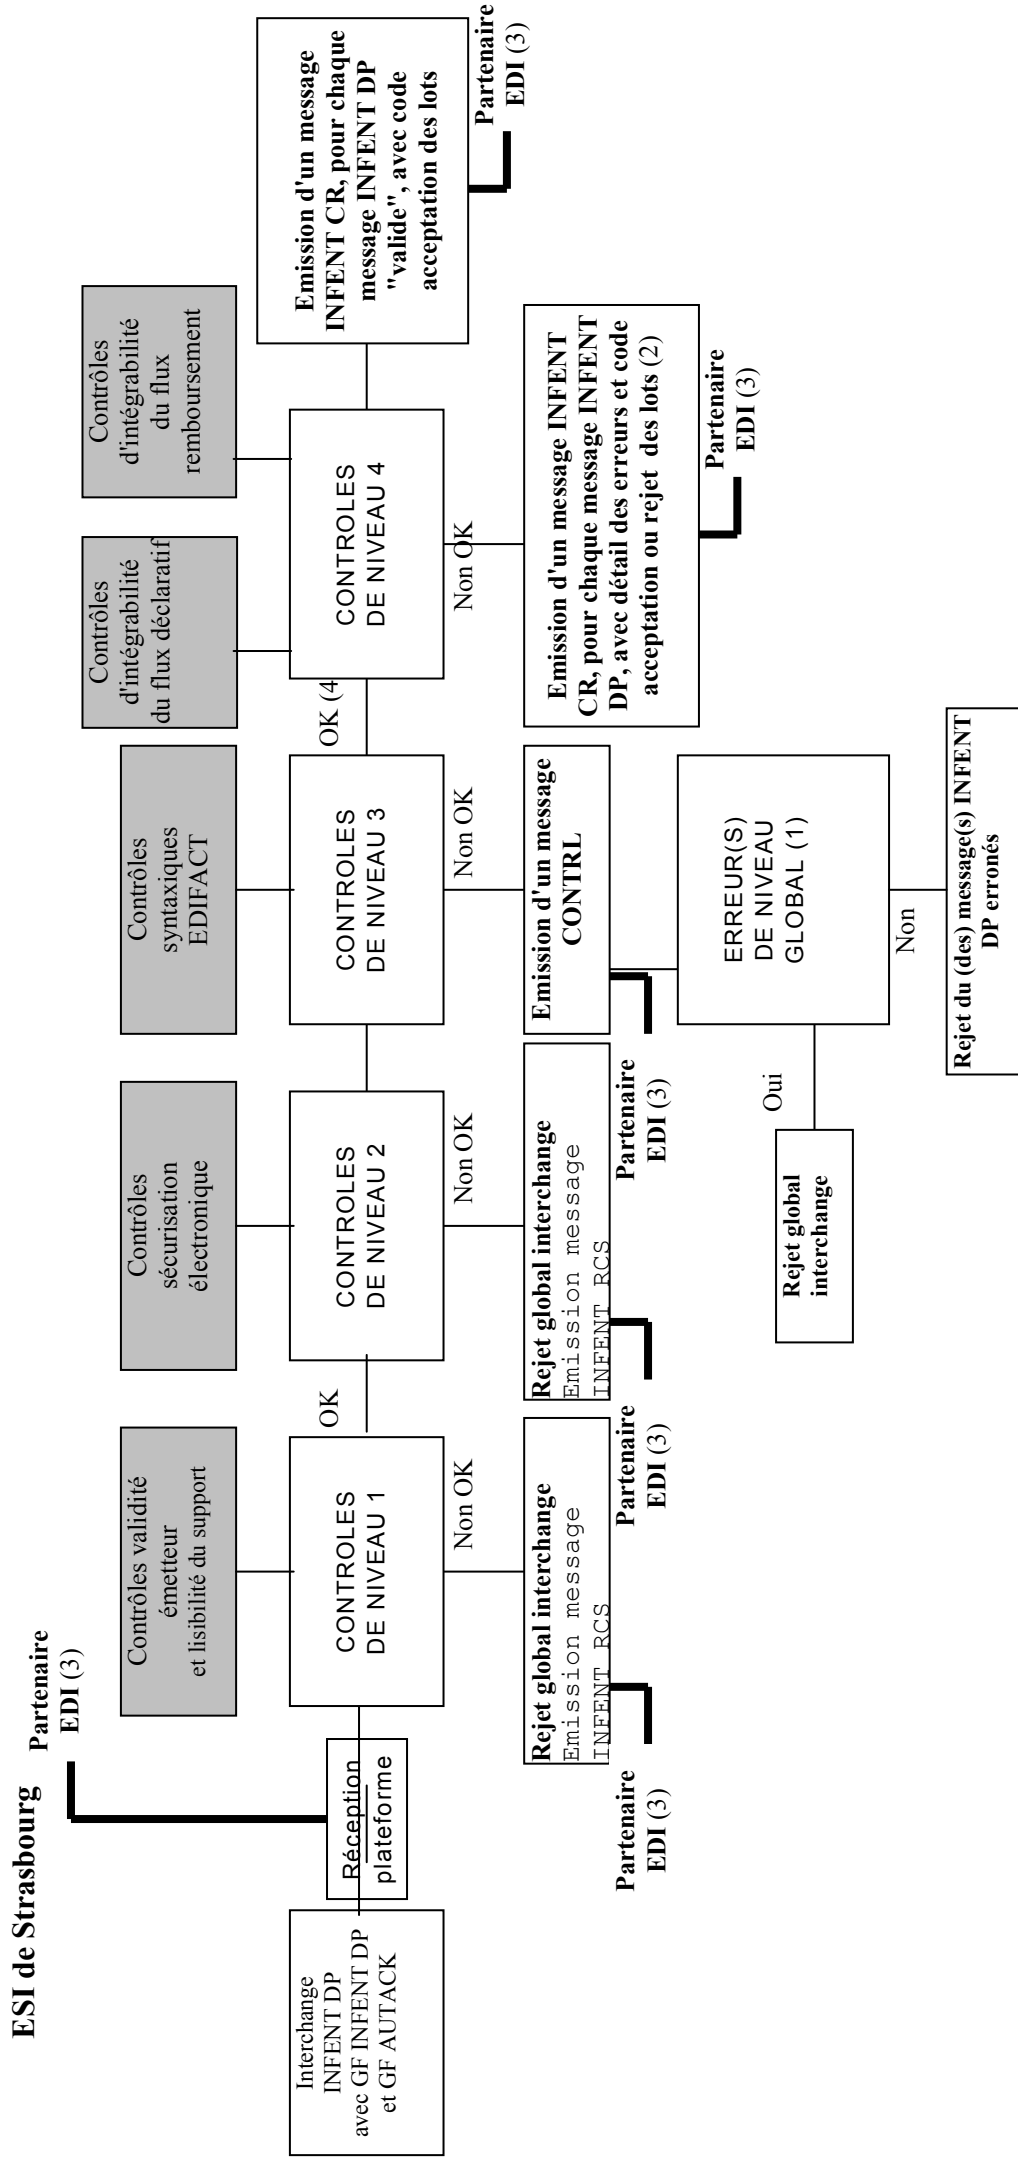 ESI de Strasbourg
Partenaire
EDI (3)
Interchange
INFENT DP
avec GF INFENT DP
et GF AUTACK
Réception
plateforme
Contrôles validité
émetteur
et lisibilité du support
CONTROLES
DE NIVEAU 1
OK
Non OK
Rejet global interchange
Emission message
INFENT RCS
Partenaire
EDI (3)
Contrôles
sécurisation
électronique
CONTROLES
DE NIVEAU 2
Non OK
Rejet global interchange
Emission message
INFENT RCS
Partenaire
EDI (3)
Contrôles
syntaxiques
EDIFACT
CONTROLES
DE NIVEAU 3
OK (4
Non OK
Emission d'un message
CONTRL
Partenaire
EDI (3)
ERREUR(S)
DE NIVEAU
GLOBAL (1)
Oui
Rejet global
interchange
Non
Rejet du (des) message(s) INFENT
DP erronés
Contrôles
d'intégrabilité
du flux déclaratif
Contrôles
d'intégrabilité
du flux
remboursement
CONTROLES
DE NIVEAU 4
Non OK
Emission d'un message INFENT
CR, pour chaque message INFENT
DP, avec détail des erreurs et code
acceptation ou rejet des lots (2)
Partenaire
EDI (3)
Emission d'un message
INFENT CR, pour chaque
message INFENT DP
"valide", avec code
acceptation des lots
Partenaire
EDI (3)